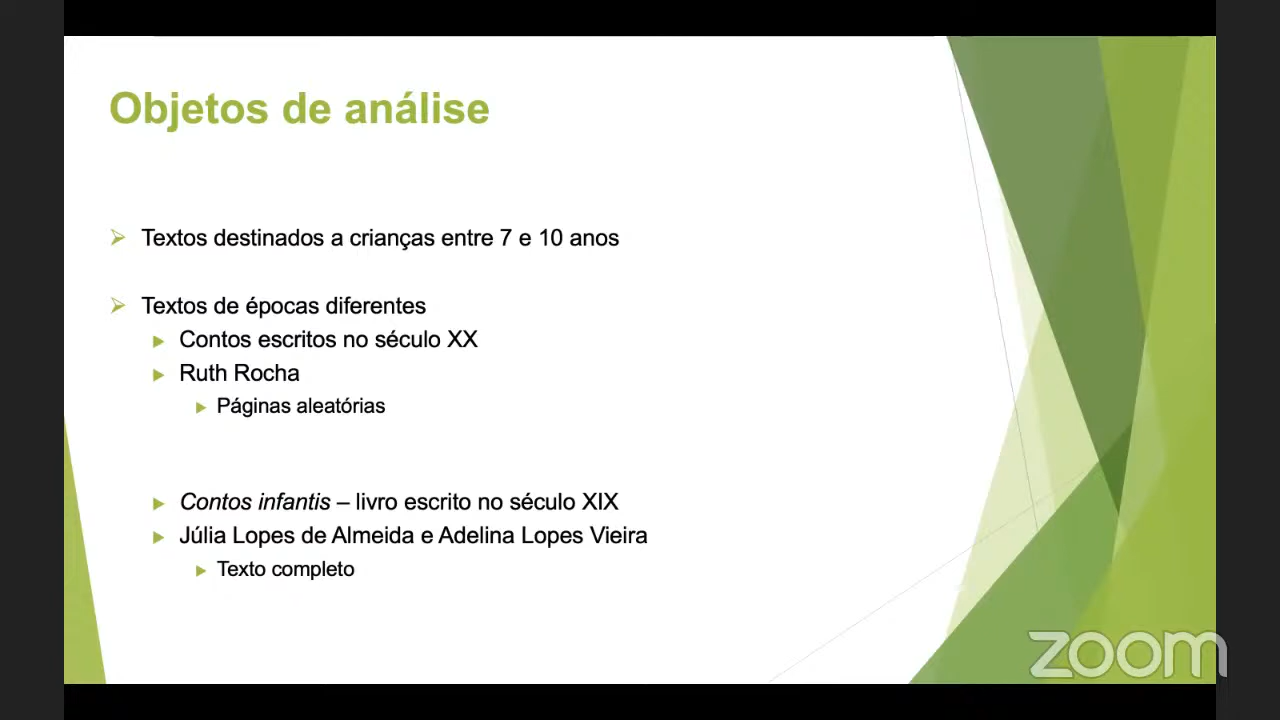 Objetos de análise
Textos destinados a crianças entre 7 e 10 anos
Textos de épocas diferentes
Contos escritos no século XX
Ruth Rocha
Páginas aleatórias
Contos infantis – livro escrito no século XIX
Júlia Lopes de Almeida e Adelina Lopes Vieira
Texto completo
zoom